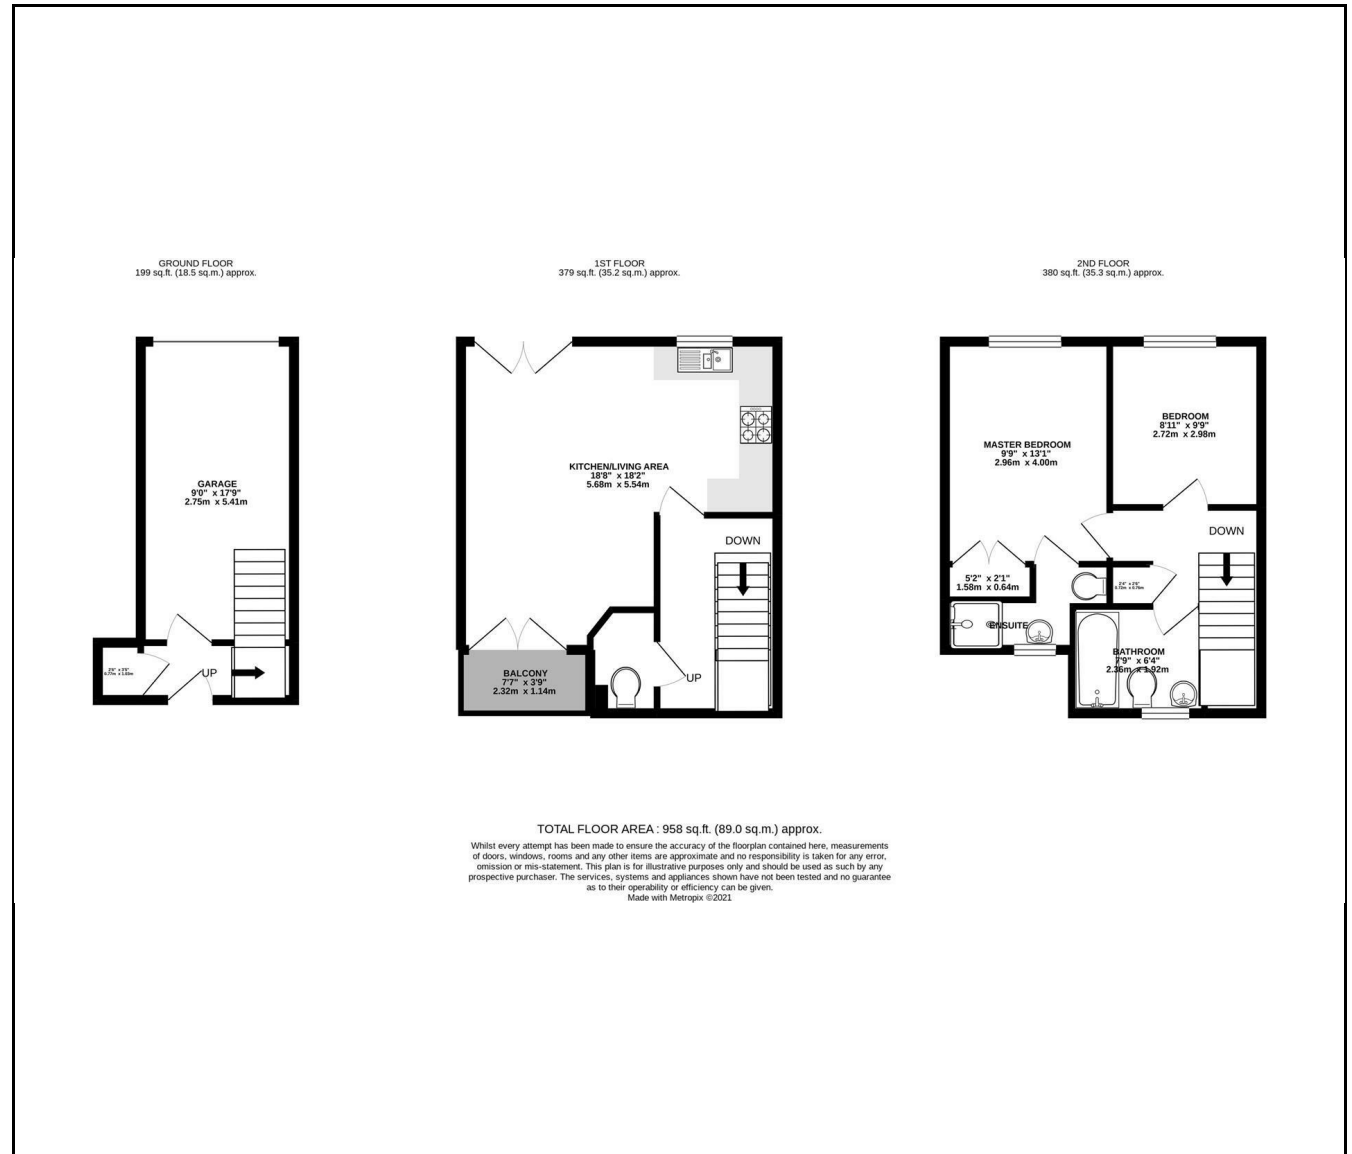 GROUND FLOOR
199 sq.ft. (18.5 sq.m.) approx.
GARAGE
9'0" x 17'9"
2.75m x 5.41m
UP
1ST FLOOR
379 sq.ft. (35.2 sq.m.) approx.
KITCHEN/LIVING AREA
18'8" x 18'2"
5.68m x 5.54m
DOWN
BALCONY
7'7" x 3'9"
2.32m x 1.14m
UP
2ND FLOOR
380 sq.ft. (35.3 sq.m.) approx.
MASTER BEDROOM
9'9" x 13'1"
2.96m x 4.00m
BEDROOM
8'11" x 9'9"
2.72m x 2.98m
DOWN
5'2" x 2'1"
1.58m x 0.64m
ENSUITE
BATHROOM
7'9" x 6'4"
2.36m x 1.92m
TOTAL FLOOR AREA : 958 sq.ft. (89.0 sq.m.) approx.
Whilst every attempt has been made to ensure the accuracy of the floorplan contained here, measurements
of doors, windows, rooms and any other items are approximate and no responsibility is taken for any error,
omission or mis-statement. This plan is for illustrative purposes only and should be used as such by any
prospective purchaser. The services, systems and appliances shown have not been tested and no guarantee
as to their operability or efficiency can be given.
Made with Metropix ©2021